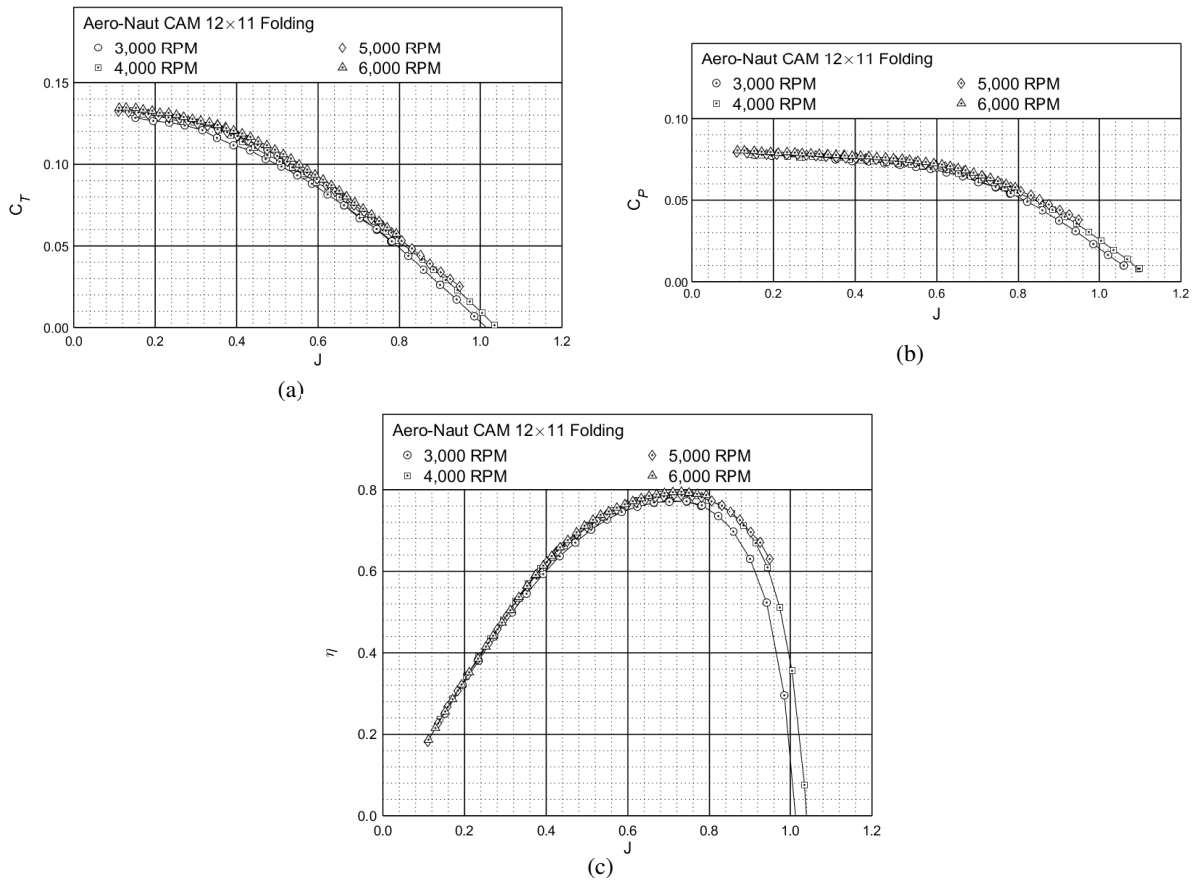 Aero-Naut CAM 12×11 Folding
3,000 RPM
5,000 RPM
4,000 RPM
6,000 RPM
0.15
0.10
0.05
0.00
C_T
0.2
0.4
0.6
0.8
1.0
1.2
J
(a)
Aero-Naut CAM 12×11 Folding
3,000 RPM
5,000 RPM
4,000 RPM
6,000 RPM
0.10
0.05
0.00
C_P
0.0
0.2
0.4
0.6
0.8
1.0
1.2
J
(b)
Aero-Naut CAM 12×11 Folding
3,000 RPM
5,000 RPM
4,000 RPM
6,000 RPM
0.8
0.6
0.4
0.2
0.0
η
0.0
0.2
0.4
0.6
0.8
1.0
1.2
J
(c)